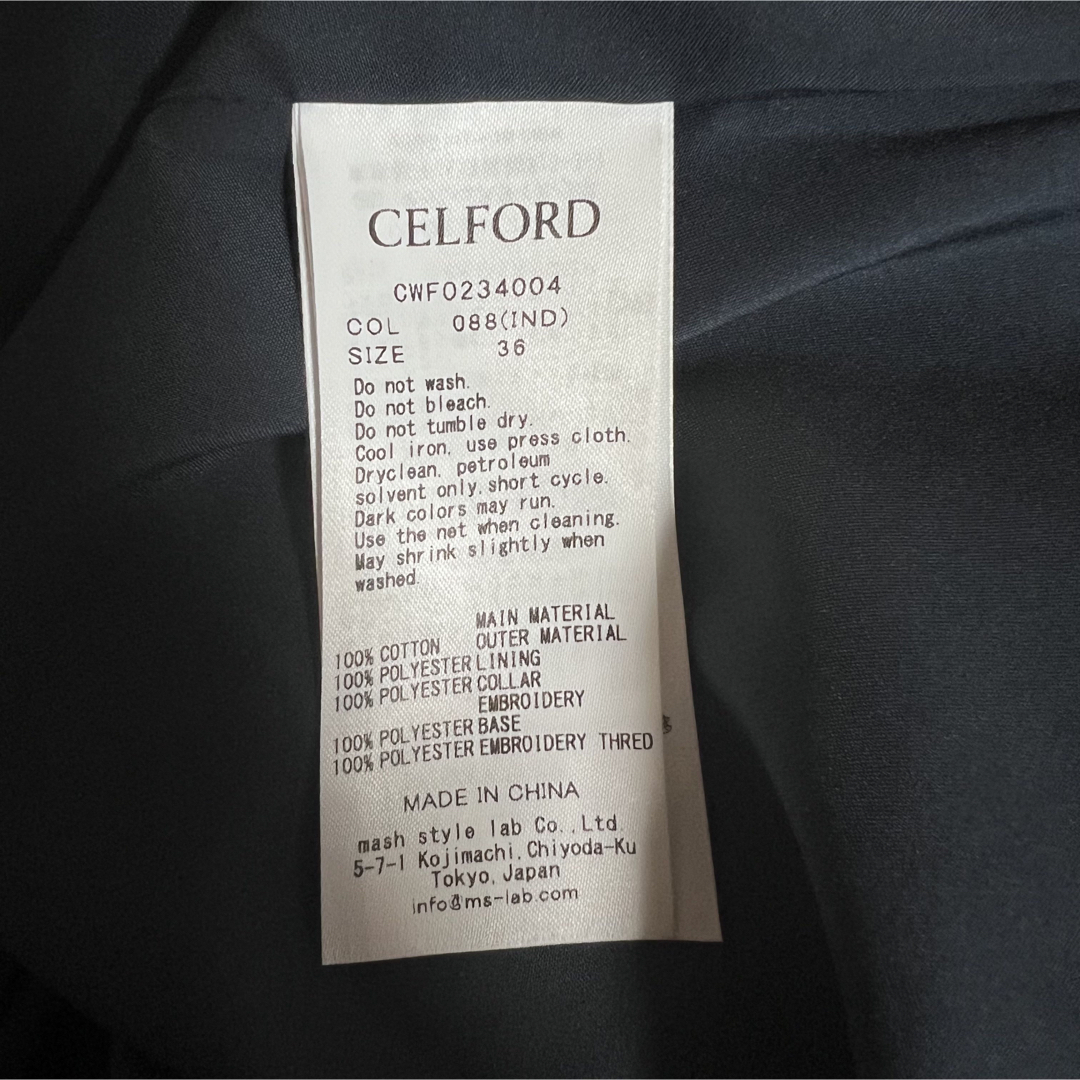 CELFORD
CWF0234004
COL 088(IND)
SIZE 36
Do not wash.
Do not bleach.
Do not tumble dry.
Cool iron, use press cloth.
Dryclean, petroleum
solvent only, short cycle.
Dark colors may run.
Use the net when cleaning.
May shrink slightly when
washed.
MAIN MATERIAL
100% COTTON OUTER MATERIAL
100% POLYESTER LINING
100% POLYESTER COLLAR
EMBROIDERY
100% POLYESTER BASE
100% POLYESTER EMBROIDERY THRED
MADE IN CHINA
mash style lab Co.,Ltd.
5-7-1 Kojimachi, Chiyoda-Ku
Tokyo, Japan
info@ms-lab.com